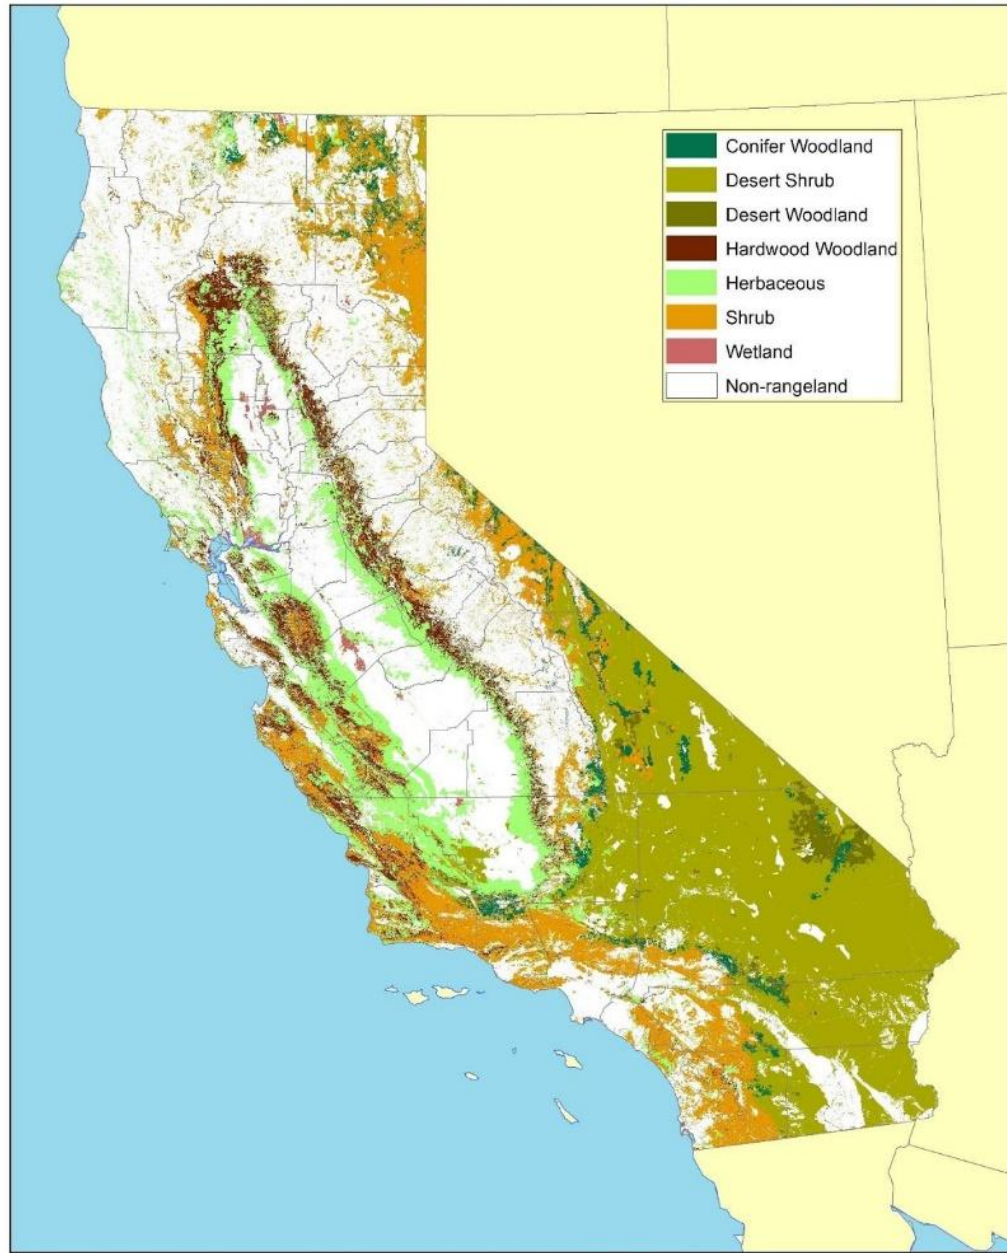 Conifer Woodland
Desert Shrub
Desert Woodland
Hardwood Woodland
Herbaceous
Shrub
Wetland
Non-rangeland